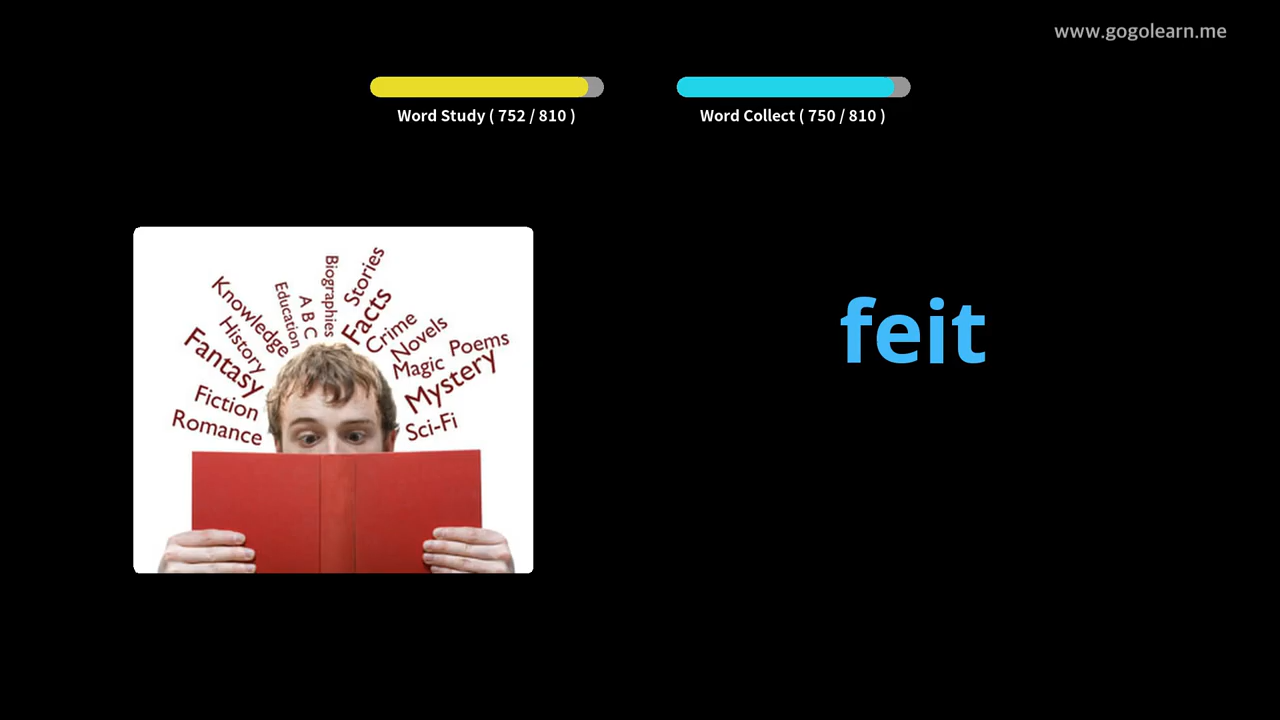 www.gogolearn.me
Word Study ( 752 / 810 )
Word Collect ( 750 / 810 )
feit
Romance
Fiction
Fantasy
History
Knowledge
Education
A B C
Biographies
Stories
Facts
Crime
Novels
Magic
Poems
Mystery
Sci-Fi